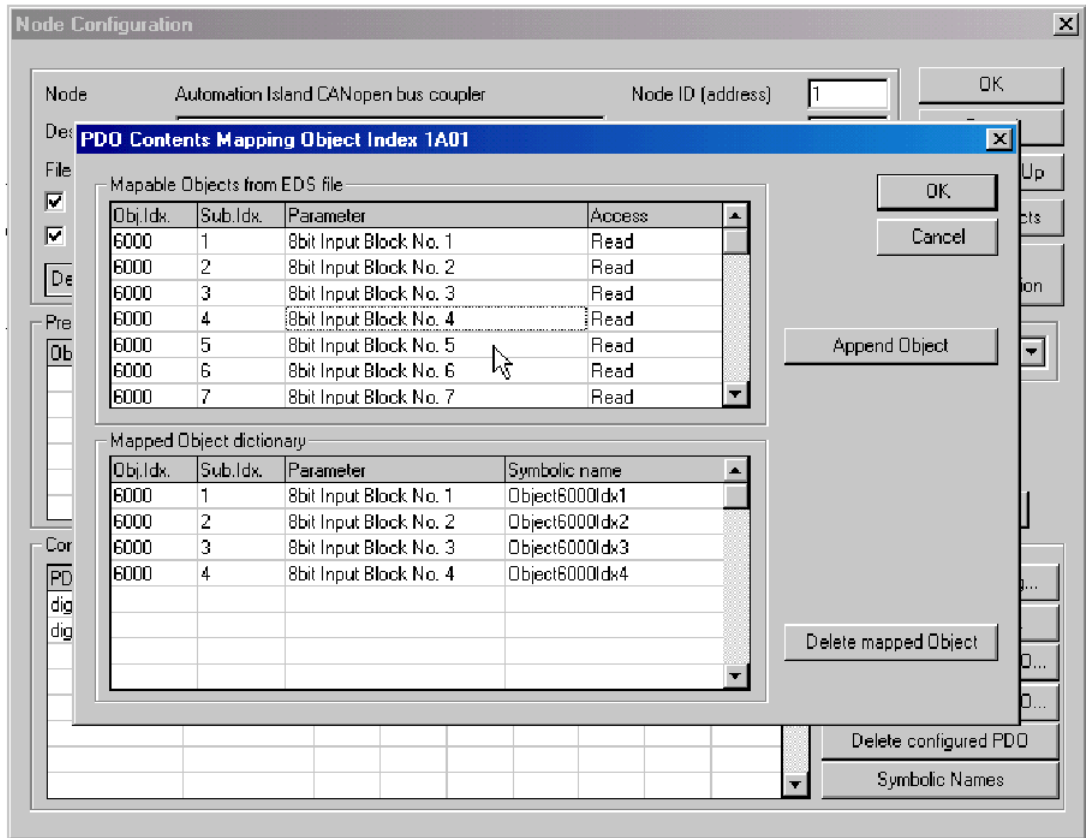 Node Configuration
Node Automation Island CANopen bus coupler Node ID (address) 1 OK
PDO Contents Mapping Object Index 1A01
File Up
Mapable Objects from EDS file OK
Obj.Idx. Sub.Idx. Parameter Access
6000 1 8bit Input Block No. 1 Read Cancel
6000 2 8bit Input Block No. 2 Read
6000 3 8bit Input Block No. 3 Read
6000 4 8bit Input Block No. 4 Read
6000 5 8bit Input Block No. 5 Read Append Object
6000 6 8bit Input Block No. 6 Read
6000 7 8bit Input Block No. 7 Read
Mapped Object dictionary
Obj.Idx. Sub.Idx. Parameter Symbolic name
6000 1 8bit Input Block No. 1 Object6000Idx1
6000 2 8bit Input Block No. 2 Object6000Idx2
6000 3 8bit Input Block No. 3 Object6000Idx3
6000 4 8bit Input Block No. 4 Object6000Idx4
Delete mapped Object
Delete configured PDO
Symbolic Names